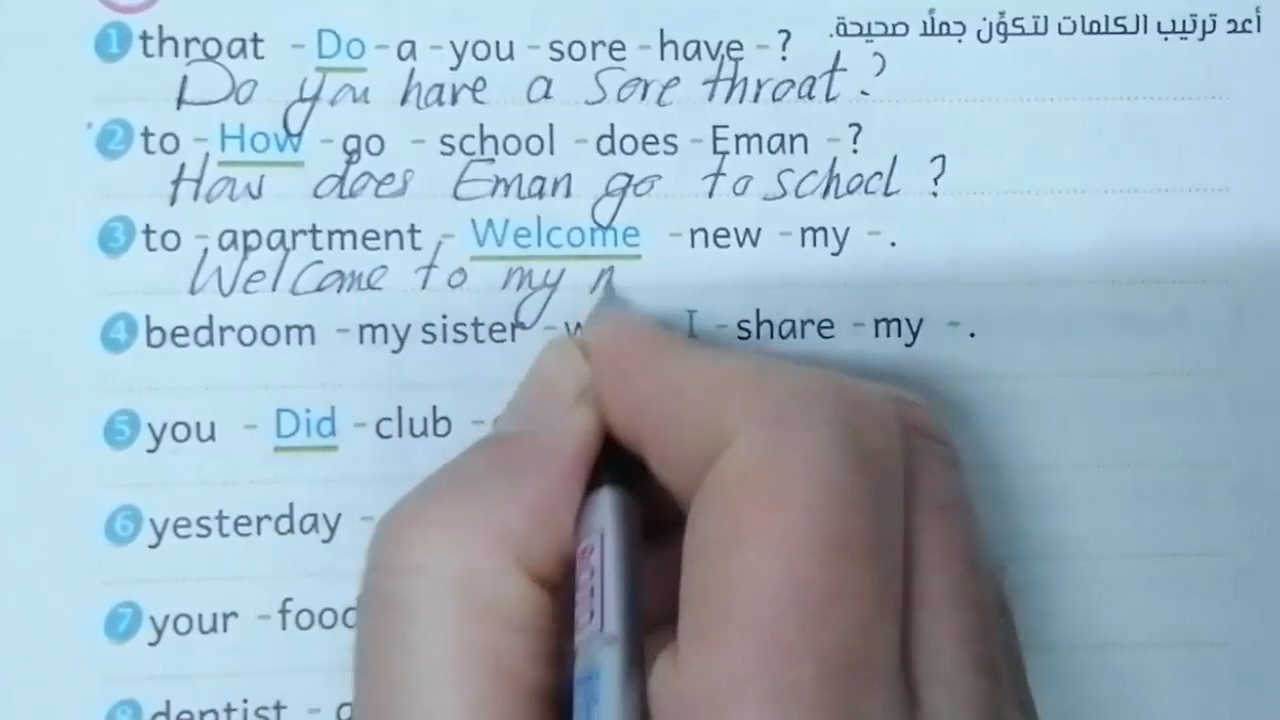 أعد ترتيب الكلمات لتكوِّن جملًا صحيحة.
1 throat - Do - a - you - sore - have - ?
Do you have a Sore throat ?
2 to - How - go - school - does - Eman - ?
How does Eman go to school ?
3 to - apartment - Welcome - new - my - .
Welcome to my n
4 bedroom - my sister - I - share - my - .
5 you - Did - club -
6 yesterday -
7 your - food
8 dentist -